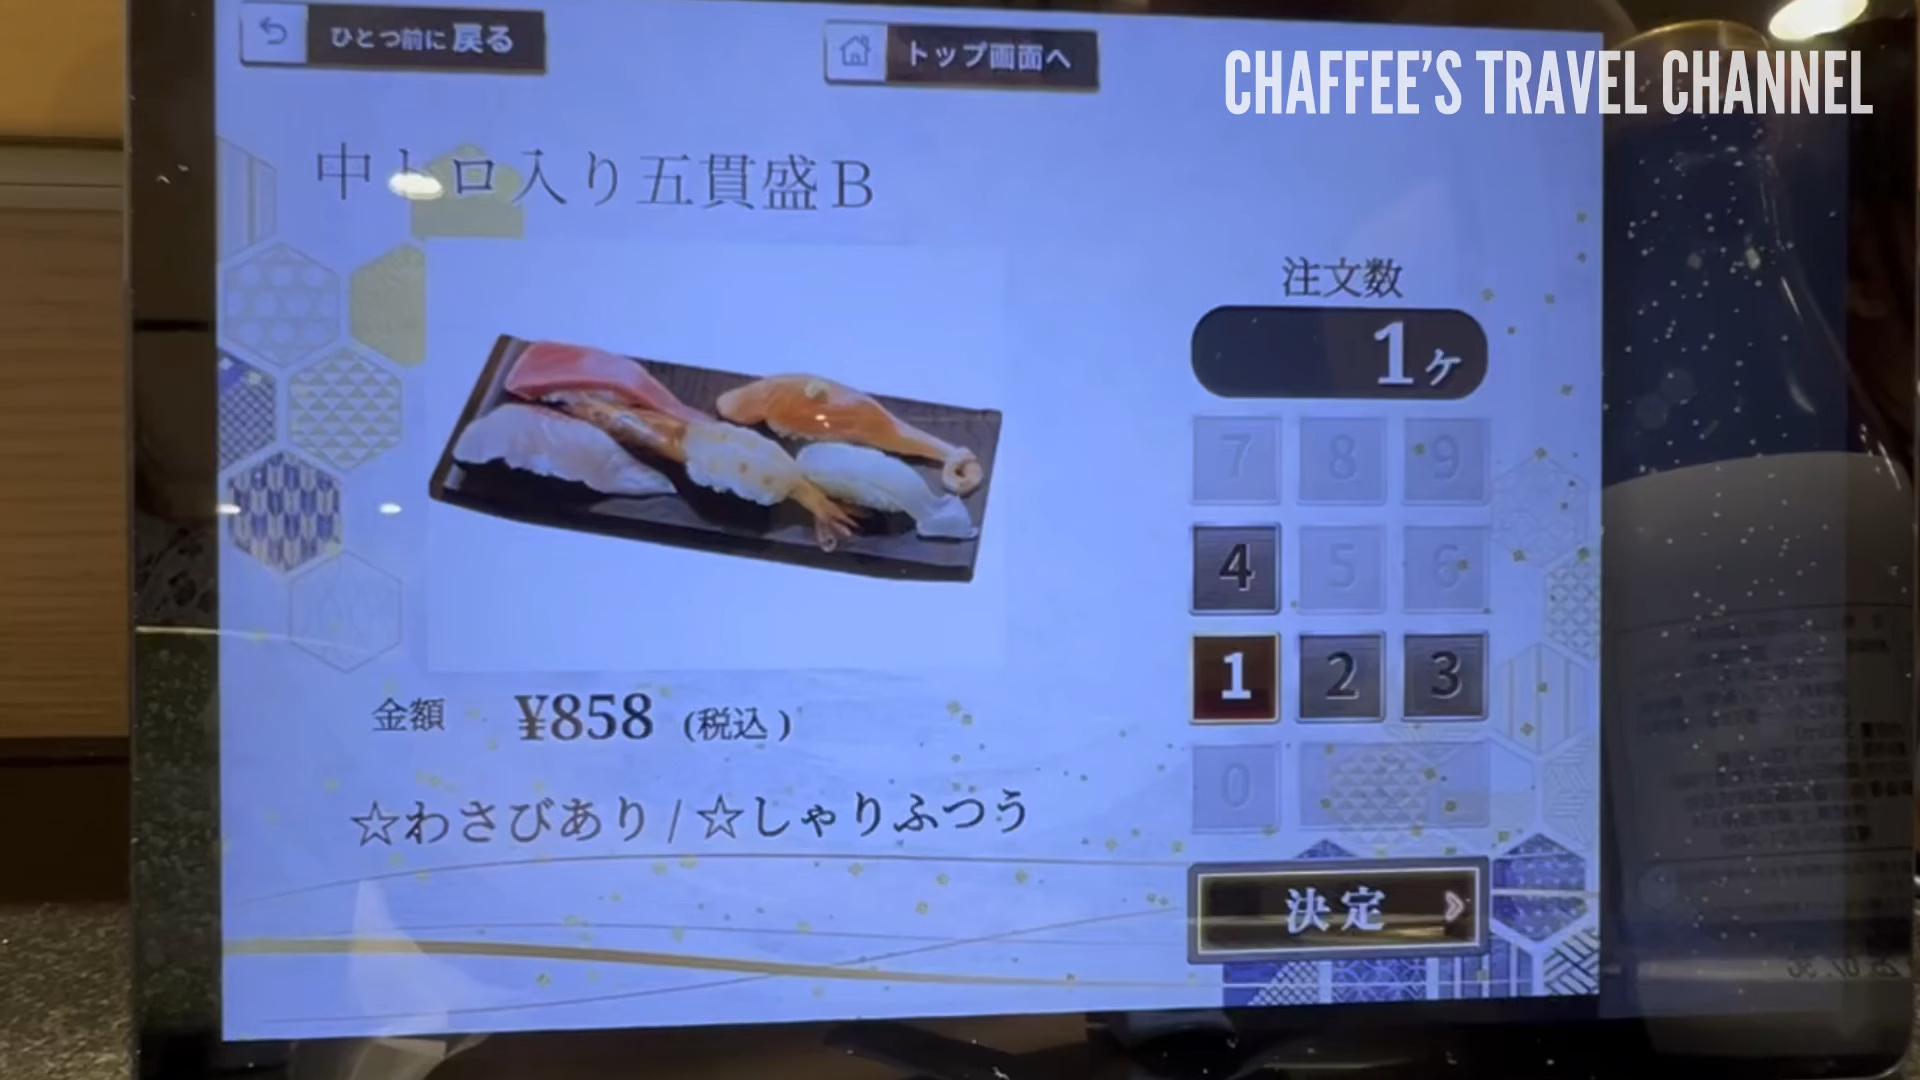 ひとつ前に戻る
トップ画面へ
CHAFFEE'S TRAVEL CHANNEL
中トロ入り五貫盛B
注文数
1ヶ
7 8 9
4 5 6
1 2 3
0
金額 ¥858 (税込)
☆わさびあり/☆しゃりふつう
決定